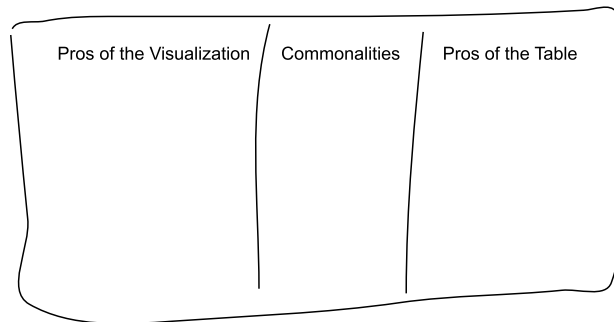 Pros of the Visualization Commonalities Pros of the Table